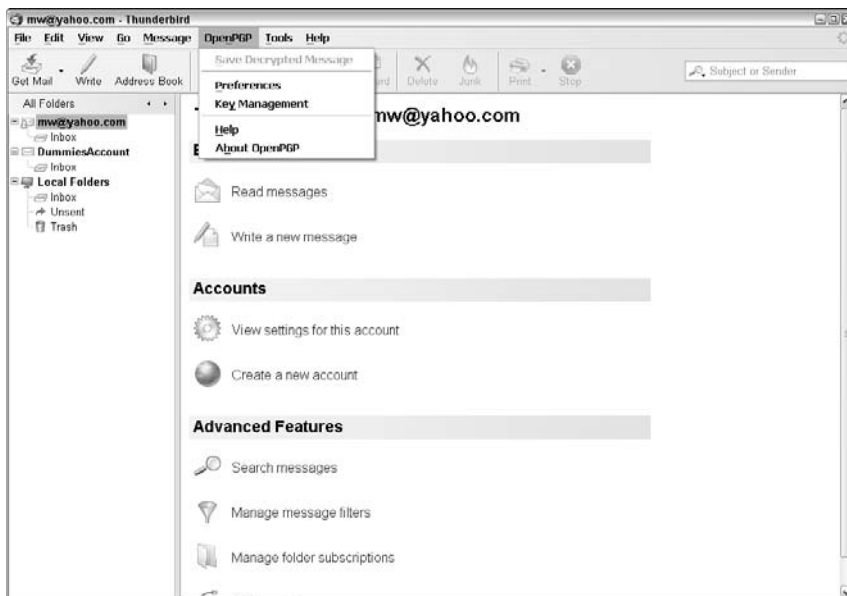 mw@yahoo.com - Thunderbird
File Edit View Go Message OpenPGP Tools Help
Get Mail Write Address Book Delete Junk Print Stop Subject or Sender
Save Decrypted Message
Preferences
Key Management
Help
About OpenPGP
All Folders
mw@yahoo.com
Inbox
DummiesAccount
Inbox
Local Folders
Inbox
Unsent
Trash
mw@yahoo.com
E
Read messages
Write a new message
Accounts
View settings for this account
Create a new account
Advanced Features
Search messages
Manage message filters
Manage folder subscriptions